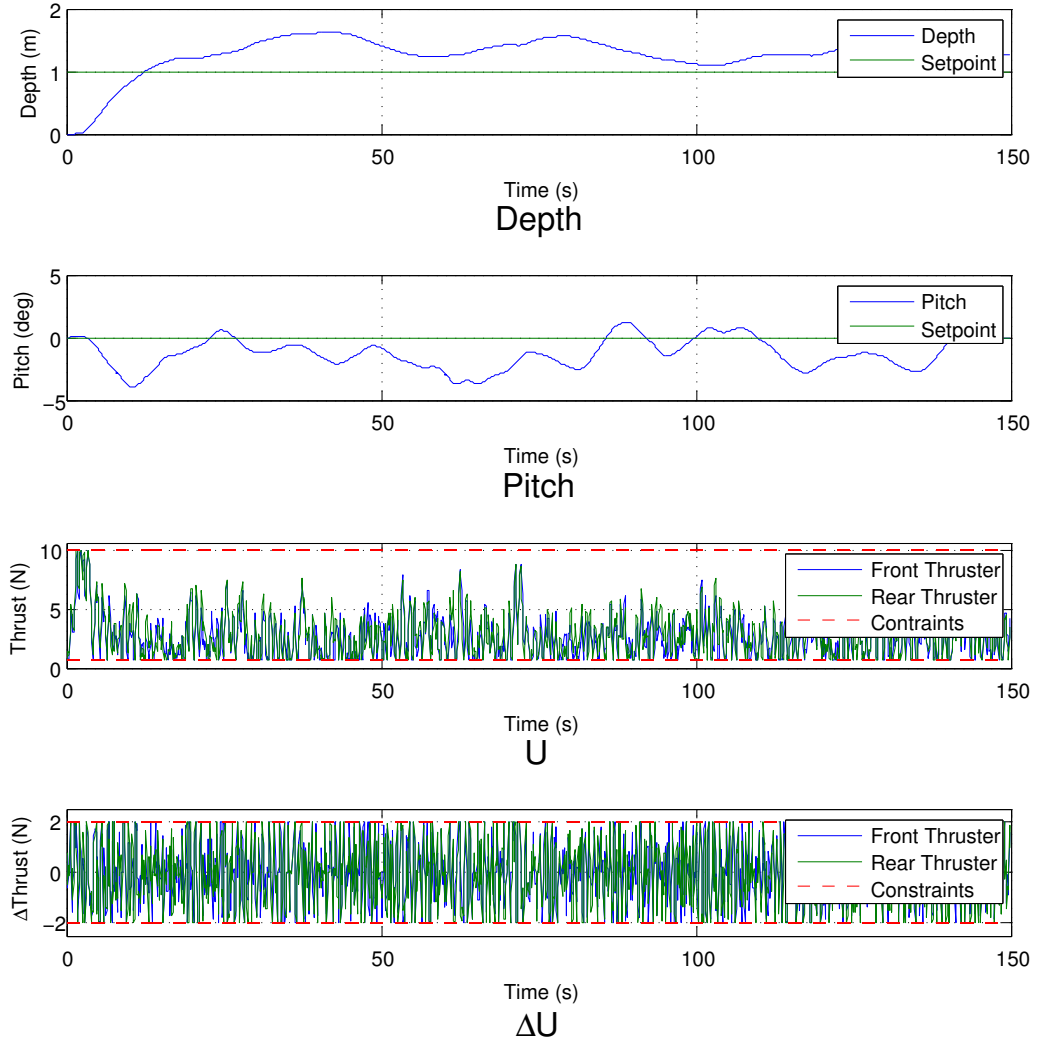 2
1
0
Depth (m)
0
50
100
150
Depth
Setpoint
Time (s)
Depth
5
0
−5
Pitch (deg)
0
50
100
150
Pitch
Setpoint
Time (s)
Pitch
10
5
0
Thrust (N)
0
50
100
150
Front Thruster
Rear Thruster
Contraints
Time (s)
U
2
0
−2
ΔThrust (N)
0
50
100
150
Front Thruster
Rear Thruster
Constraints
Time (s)
ΔU